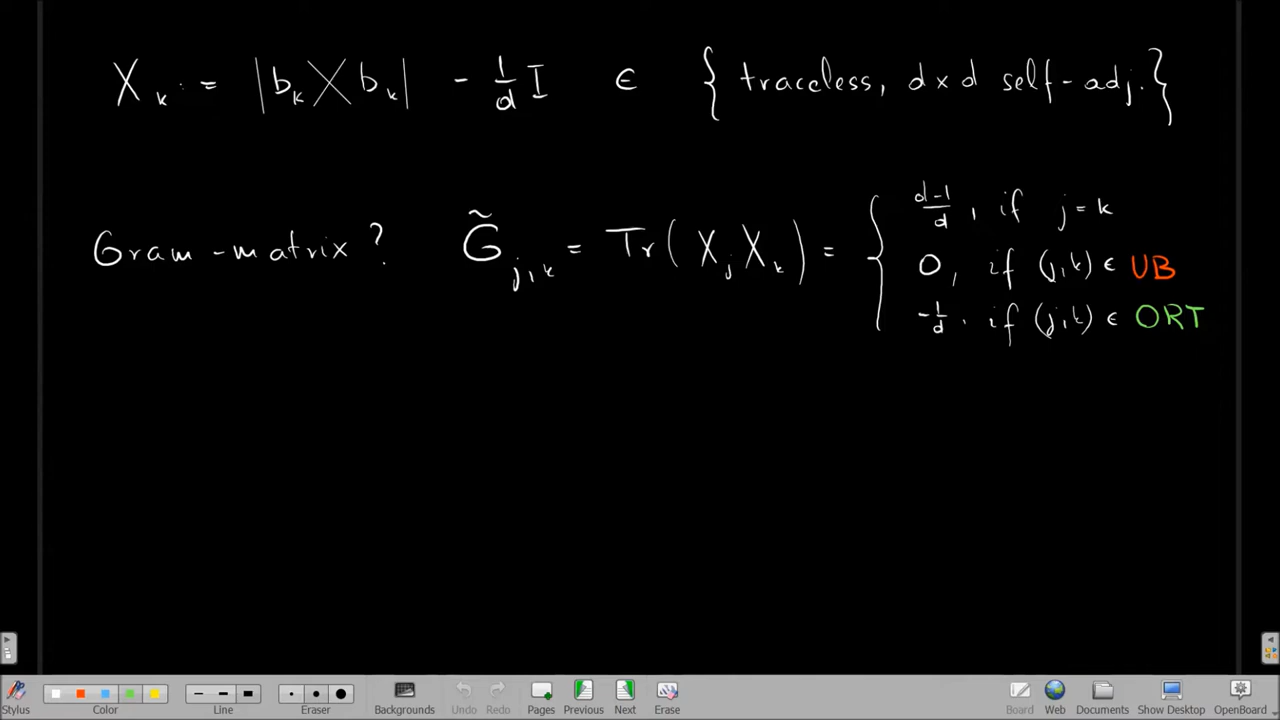 X_k := |b_k⟩⟨b_k| - 1/d I ∈ { traceless, d x d self-adj. }
Gram-matrix ? G̃_{j,k} = Tr( X_j X_k ) = { d-1/d , if j = k
0 , if (j,k) ∈ UB
-1/d , if (j,k) ∈ ORT
Stylus Color Line Eraser Backgrounds Undo Redo Pages Previous Next Erase Board Web Documents Show Desktop OpenBoard